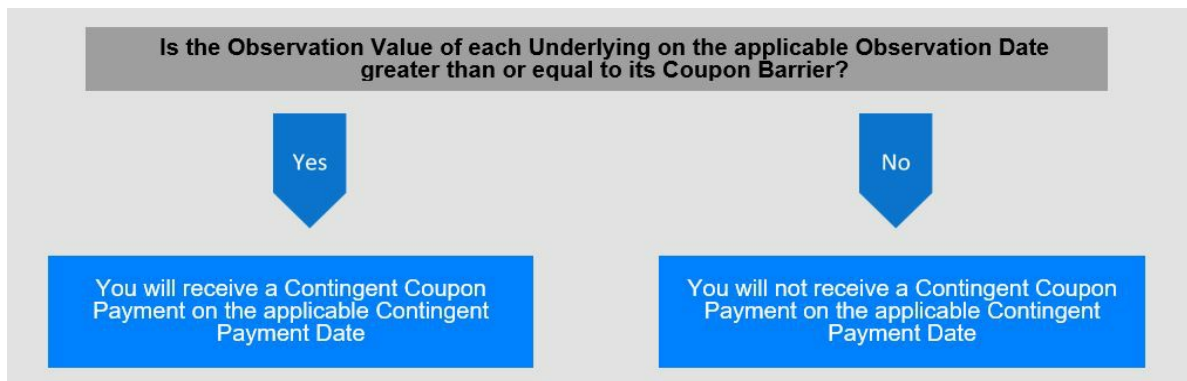 Is the Observation Value of each Underlying on the applicable Observation Date
greater than or equal to its Coupon Barrier?
Yes
No
You will receive a Contingent Coupon
Payment on the applicable Contingent
Payment Date
You will not receive a Contingent Coupon
Payment on the applicable Contingent
Payment Date